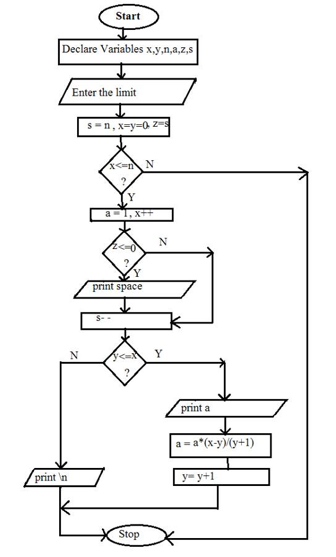 Start
Declare Variables x,y,n,a,z,s
Enter the limit
s = n , x=y=0, z=s
x<=n
?
N
Y
a = 1, x++
z<=0
?
N
Y
print space
s- -
y<=x
?
N
Y
print a
a = a*(x-y)/(y+1)
y= y+1
print \n
Stop